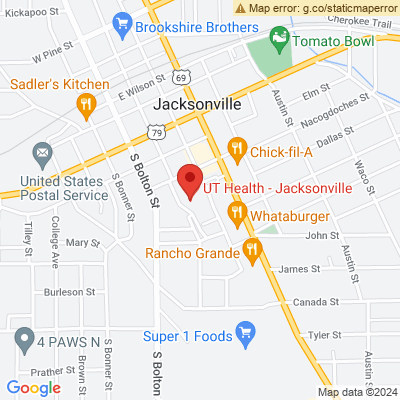 Map error: g.co/staticmaperror
Kickapoo St
Brookshire Brothers
Cherokee Trail
W Pine St
Tomato Bowl
69
Sadler's Kitchen
E Wilson St
Elm St
Austin St
Jacksonville
Nacogdoches St
79
Dallas St
Chick-fil-A
United States
Postal Service
S Bolton St
S Bonner St
Waco St
UT Health - Jacksonville
Whataburger
Tilley St
College Ave
Mary St
John St
Rancho Grande
Austin St
James St
Burleson St
Canada St
Super 1 Foods
Tyler St
4 PAWS N
Prather St
Brown St
S Bonner St
S Bolton
Austin St
Google
Map data ©2024